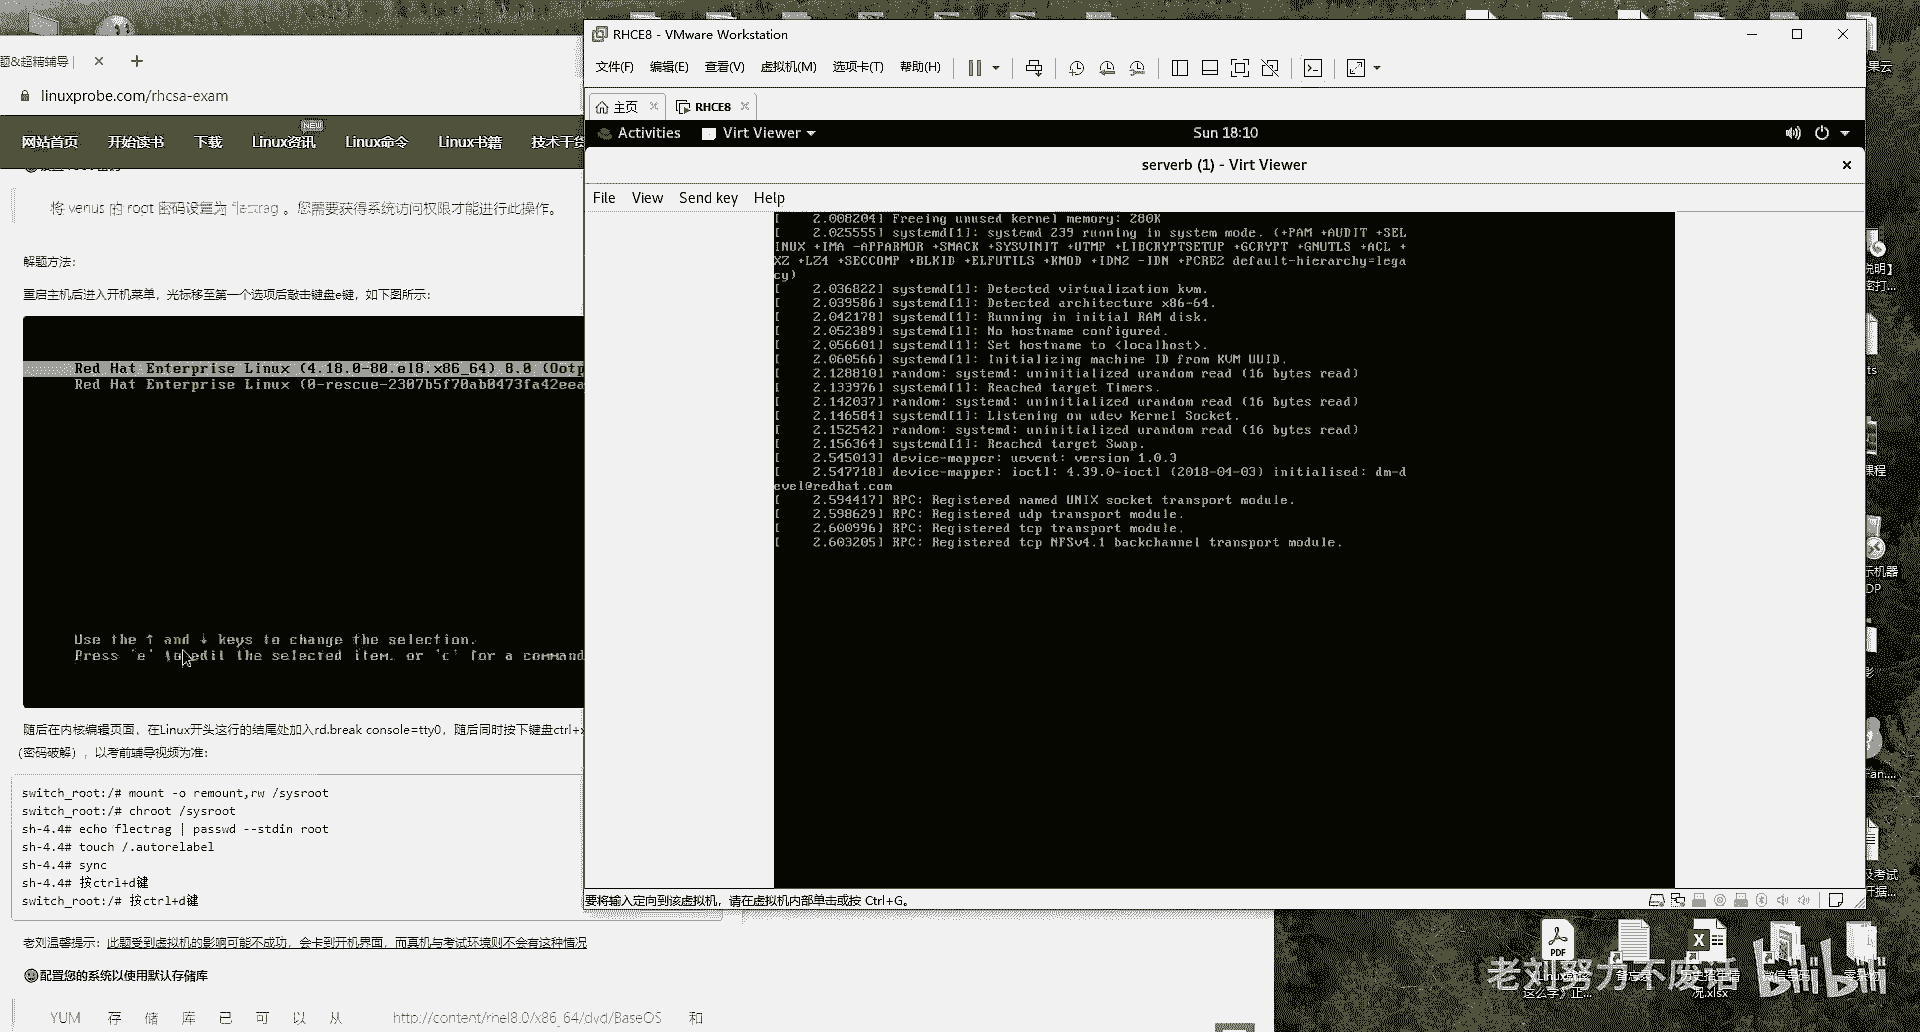 题&超精辅导 |
linuxprobe.com/rhcsa-exam
网站首页 开始读书 下载 Linux资讯 NEW Linux命令 Linux书籍 技术干货
将 venus 的 root 密码设置为 flectrag 。您需要获得系统访问权限才能进行此操作。
解题方法:
重启主机后进入开机菜单，光标移至第一个选项后敲击键盘e键，如下图所示:
Red Hat Enterprise Linux (4.18.0-80.el8.x86_64) 8.0 (Ootp
Red Hat Enterprise Linux (0-rescue-2307b5f70ab0473fa42eea
Use the ↑ and ↓ keys to change the selection.
Press 'e' to edit the selected item, or 'c' for a command
随后在内核编辑页面，在Linux开头这行的结尾处加入rd.break console=tty0，随后同时按下键盘ctrl+x
(密码破解) ，以考前辅导视频为准:
switch_root:/# mount -o remount,rw /sysroot
switch_root:/# chroot /sysroot
sh-4.4# echo flectrag | passwd --stdin root
sh-4.4# touch /.autorelabel
sh-4.4# sync
sh-4.4# 按ctrl+d键
switch_root:/# 按ctrl+d键
老刘温馨提示: 此题受到虚拟机的影响可能不成功，会卡到开机界面，而真机与考试环境则不会有这种情况
配置您的系统以使用默认存储库
YUM 存 储 库 已 可 以 从 http://content/rhel8.0/x86_64/dvd/BaseOS 和
RHCE8 - VMware Workstation
文件(F) 编辑(E) 查看(V) 虚拟机(M) 选项卡(T) 帮助(H)
主页 RHCE8
Activities Virt Viewer Sun 18:10
serverb (1) - Virt Viewer
File View Send key Help
[    2.008204] Freeing unused kernel memory: 280K
[    2.025555] systemd[1]: systemd 239 running in system mode. (+PAM +AUDIT +SEL
INUX +IMA -APPARMOR +SMACK +SYSVINIT +UTMP +LIBCRYPTSETUP +GCRYPT +GNUTLS +ACL +
XZ +LZ4 +SECCOMP +BLKID +ELFUTILS +KMOD +IDN2 -IDN +PCRE2 default-hierarchy=lega
cy)
[    2.036822] systemd[1]: Detected virtualization kvm.
[    2.039586] systemd[1]: Detected architecture x86-64.
[    2.042178] systemd[1]: Running in initial RAM disk.
[    2.052389] systemd[1]: No hostname configured.
[    2.056601] systemd[1]: Set hostname to <localhost>.
[    2.060566] systemd[1]: Initializing machine ID from KVM UUID.
[    2.128810] random: systemd: uninitialized urandom read (16 bytes read)
[    2.133976] systemd[1]: Reached target Timers.
[    2.142037] random: systemd: uninitialized urandom read (16 bytes read)
[    2.146584] systemd[1]: Listening on udev Kernel Socket.
[    2.152542] random: systemd: uninitialized urandom read (16 bytes read)
[    2.156364] systemd[1]: Reached target Swap.
[    2.545013] device-mapper: uevent: version 1.0.3
[    2.547718] device-mapper: ioctl: 4.39.0-ioctl (2018-04-03) initialised: dm-d
evel@redhat.com
[    2.594417] RPC: Registered named UNIX socket transport module.
[    2.598629] RPC: Registered udp transport module.
[    2.600996] RPC: Registered tcp transport module.
[    2.603205] RPC: Registered tcp NFSv4.1 backchannel transport module.
要将输入定向到该虚拟机，请在虚拟机内部单击或按 Ctrl+G。
果云
说明】
ts
课程
示机器
DP
影
Fan....
及考试
PDF
况.xlsx
老刘努力不废话 bilibili